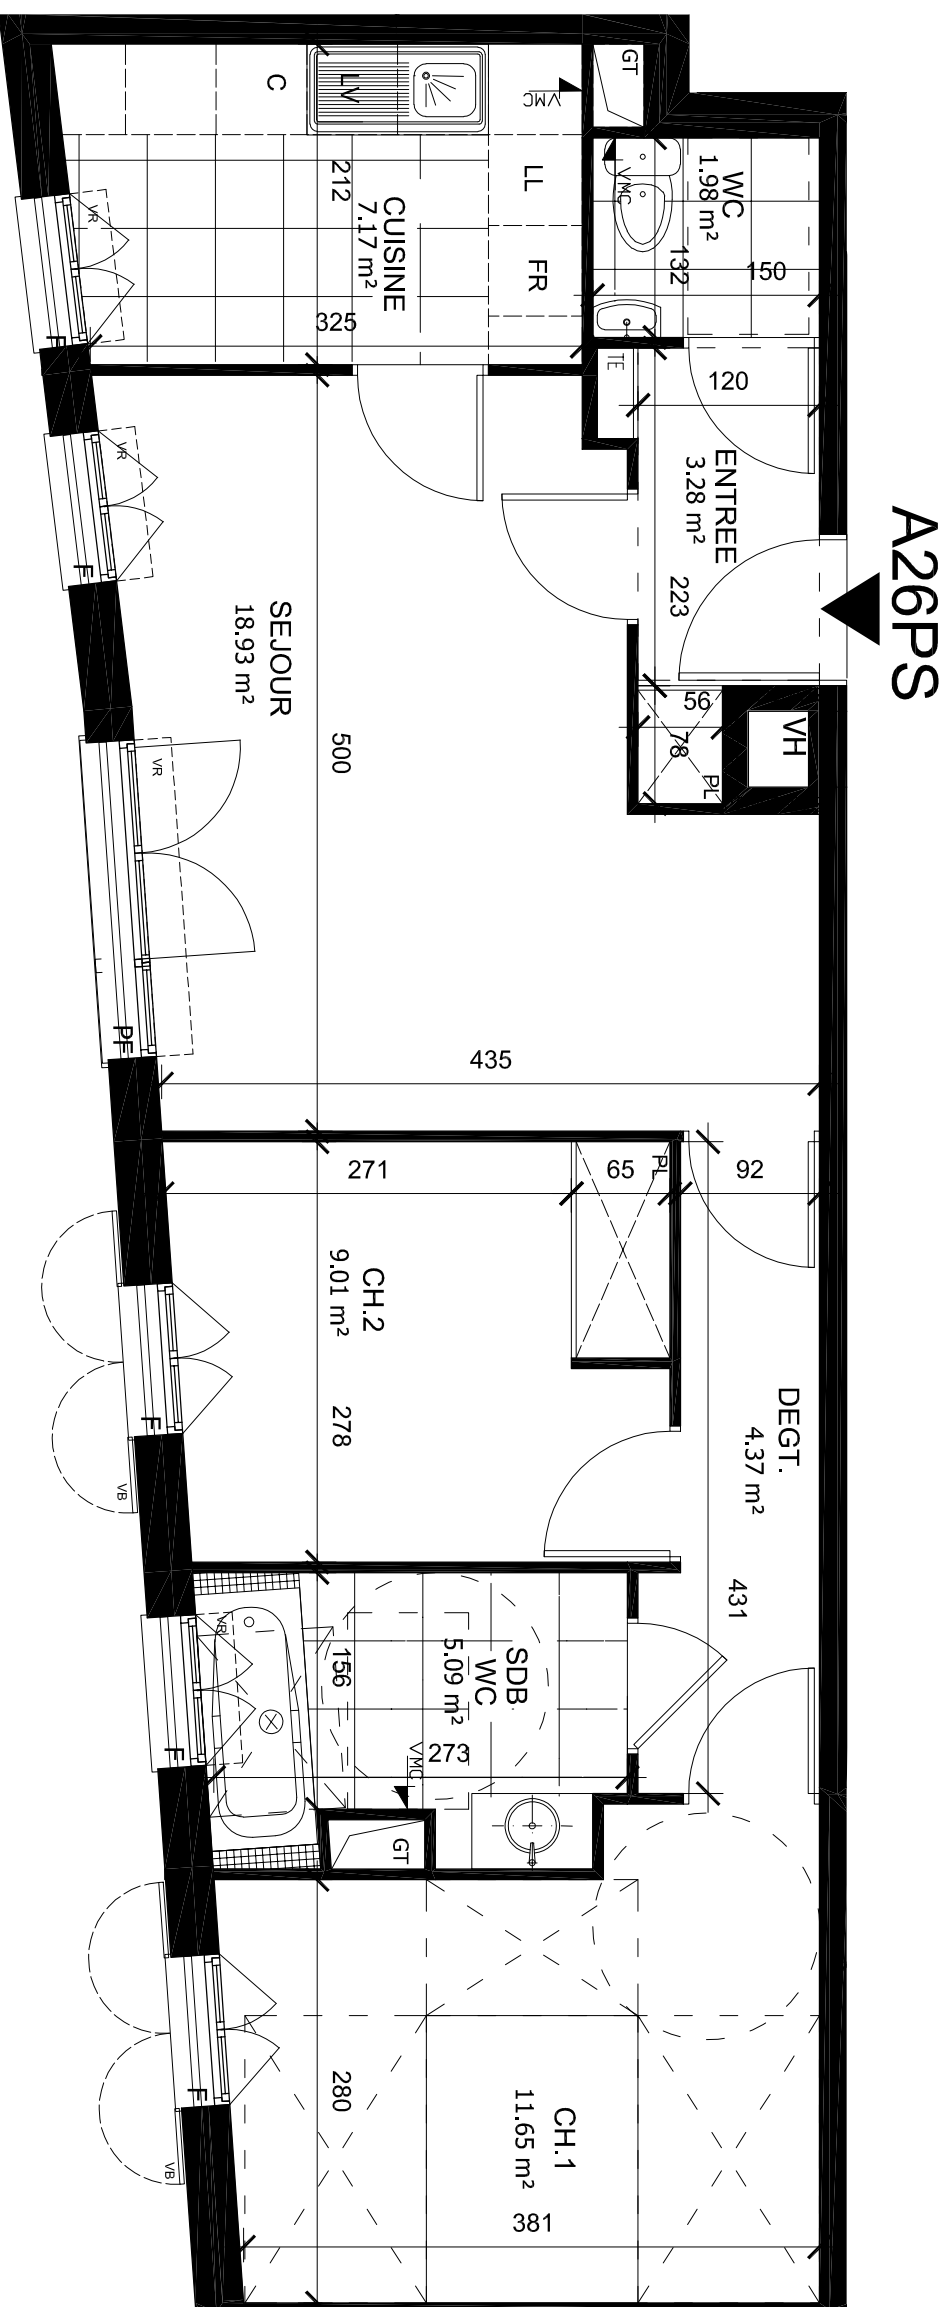 A26PS
GT
VMC
C
LV
LL
FR
CUISINE
7.17 m²
212
325
VR
F
WC
1.98 m²
VMC
132
150
TE
120
ENTREE
3.28 m²
223
56
78
PL
VH
VR
F
SEJOUR
18.93 m²
500
VR
PF
435
271
65
PL
92
CH.2
9.01 m²
278
F
VB
DEGT.
4.37 m²
431
SDB
WC
5.09 m²
156
273
VMC
GT
VR
F
CH.1
11.65 m²
280
381
F
VB